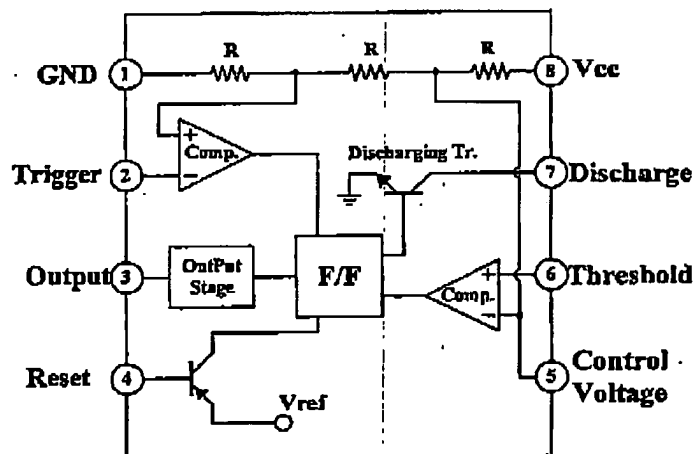 R R R
GND 1 8 Vcc
+
Comp.
-
Trigger 2
Discharging Tr.
7 Discharge
Output 3
OutPut
Stage
F/F
+
Comp.
-
6 Threshold
Reset 4
Vref
5 Control
Voltage